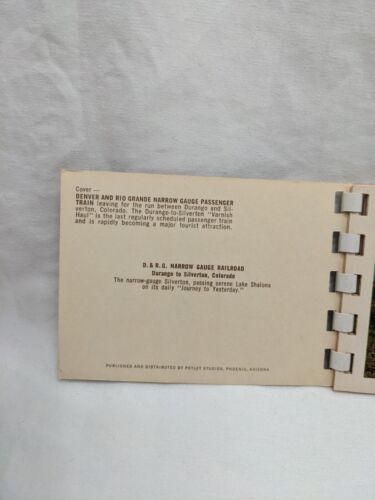 Cover —
DENVER AND RIO GRANDE NARROW GAUGE PASSENGER
TRAIN leaving for the run between Durango and Sil-
verton, Colorado. The Durango-to-Silverton "Varnish
Haul" is the last regularly scheduled passenger train
and is rapidly becoming a major tourist attraction.
D. & R. G. NARROW GAUGE RAILROAD
Durango to Silverton, Colorado
The narrow-gauge Silverton, passing serene Lake Shalona
on its daily "Journey to Yesterday."
PUBLISHED AND DISTRIBUTED BY PETLEY STUDIOS, PHOENIX, ARIZONA